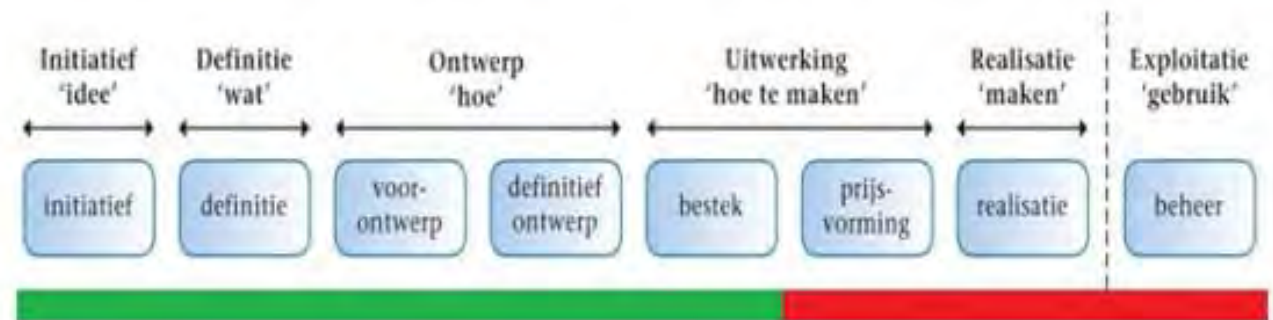 Initiatief
'idee'
Definitie
'wat'
Ontwerp
'hoe'
Uitwerking
'hoe te maken'
Realisatie
'maken'
Exploitatie
'gebruik'
initiatief
definitie
voor-
ontwerp
definitief
ontwerp
bestek
prijs-
vorming
realisatie
beheer